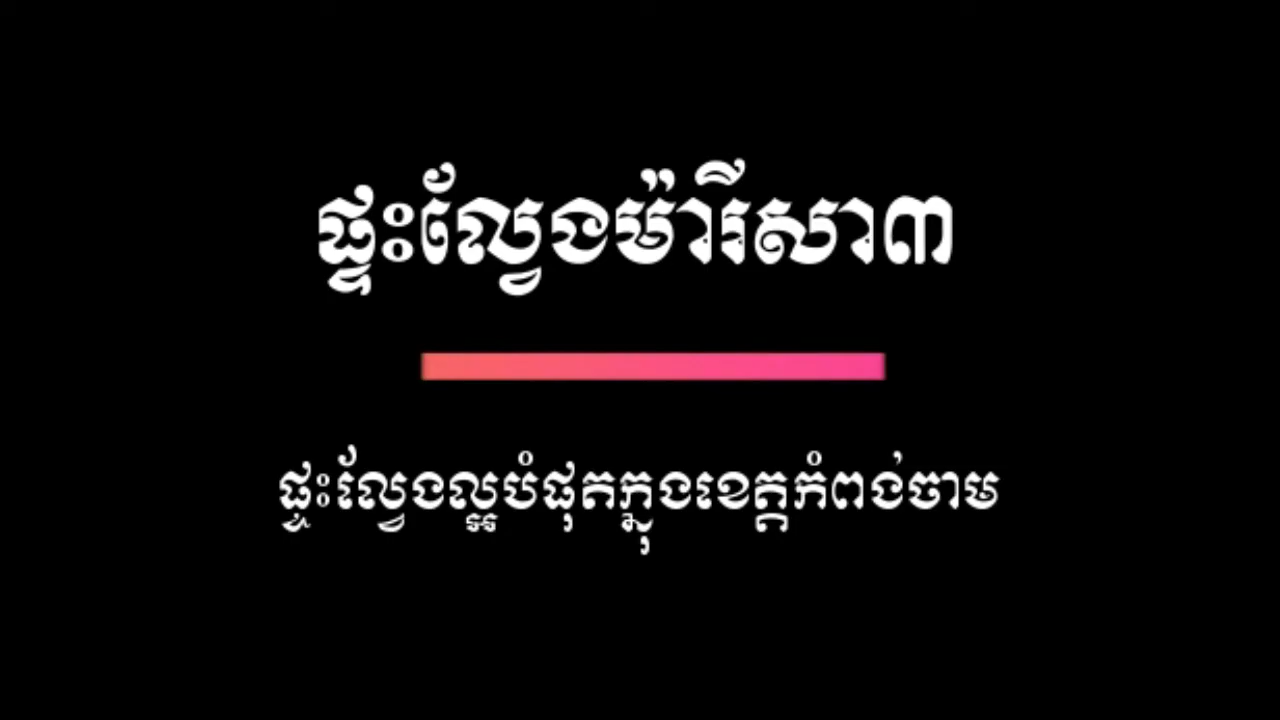 ផ្ទះល្វែងម៉ារីសា៣
ផ្ទះល្វែងល្អបំផុតក្នុងខេត្តកំពង់ចាម